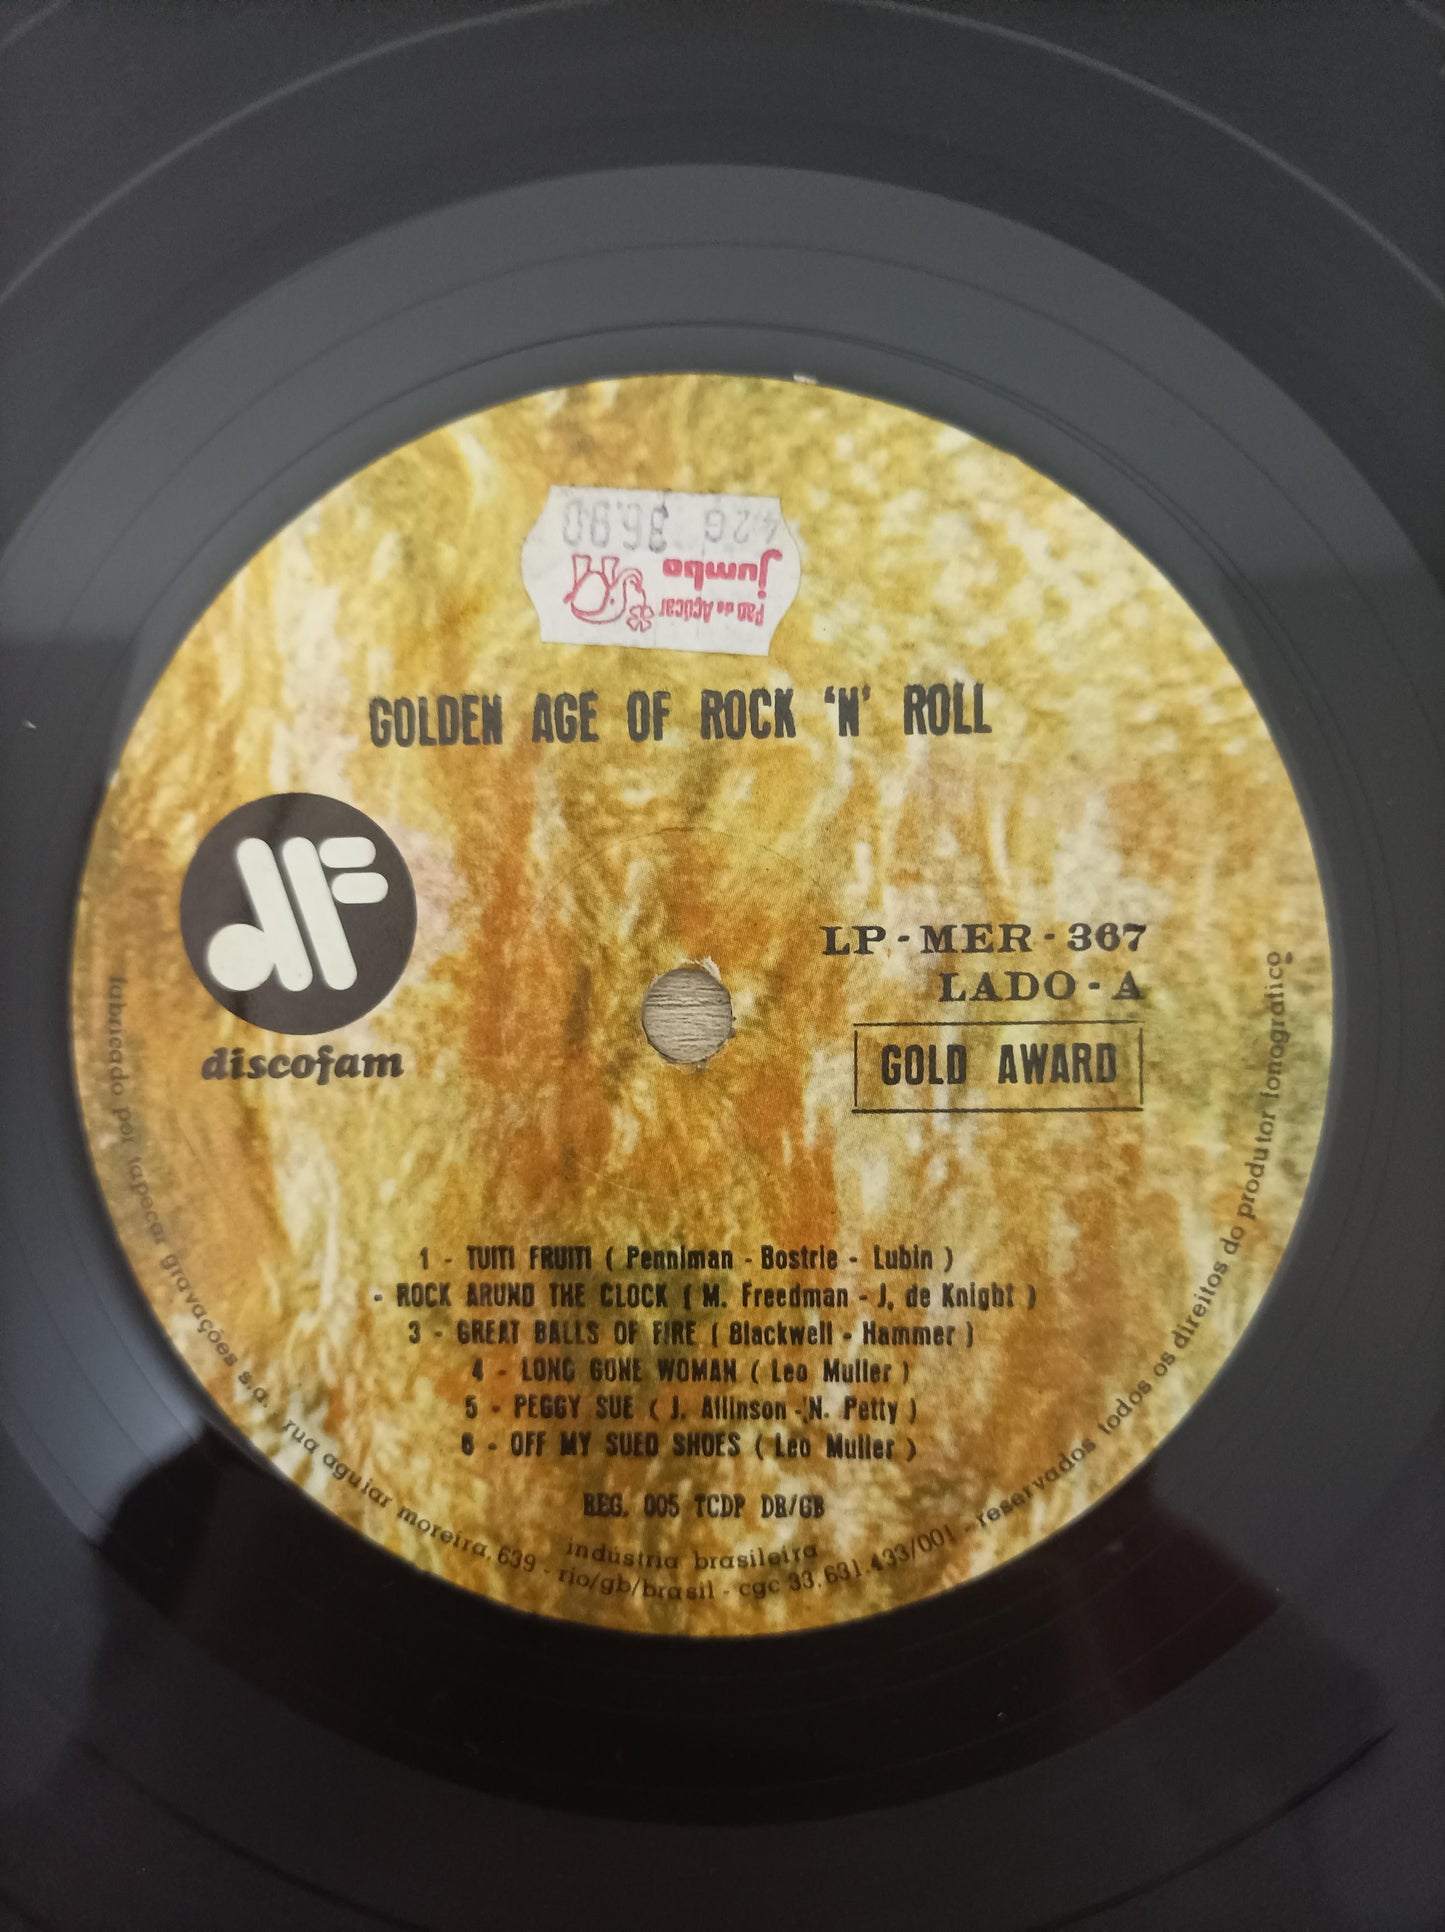 426 36.90
jumbo
Pão de Açúcar
GOLDEN AGE OF ROCK 'N' ROLL
dF
discofam
LP - MER - 367
LADO - A
GOLD AWARD
1 - TUITI FRUITI ( Penniman - Bostrie - Lubin )
- ROCK ARUND THE CLOCK ( M. Freedman - J, de Knight )
3 - GREAT BALLS OF FIRE ( Blackwell - Hammer )
4 - LONG GONE WOMAN ( Leo Muller )
5 - PEGGY SUE ( J. Allinson - N. Petty )
6 - OFF MY SUED SHOES ( Leo Muller )
REG. 005 TCDP DR/GB
indústria brasileira
fabricado por tapecar gravações s.a. rua aguiar moreira, 639 - rio/gb/brasil - cgc 33.631.433/001 - reservados todos os direitos do produtor fonográfico